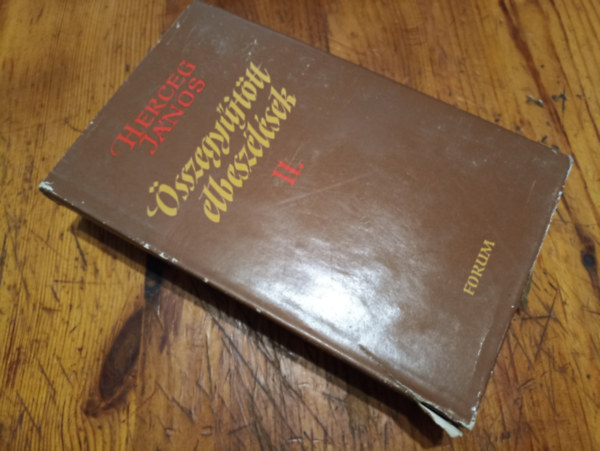 HERCEG
JÁNOS
Összegyűjtött
elbeszélések
II.
FORUM